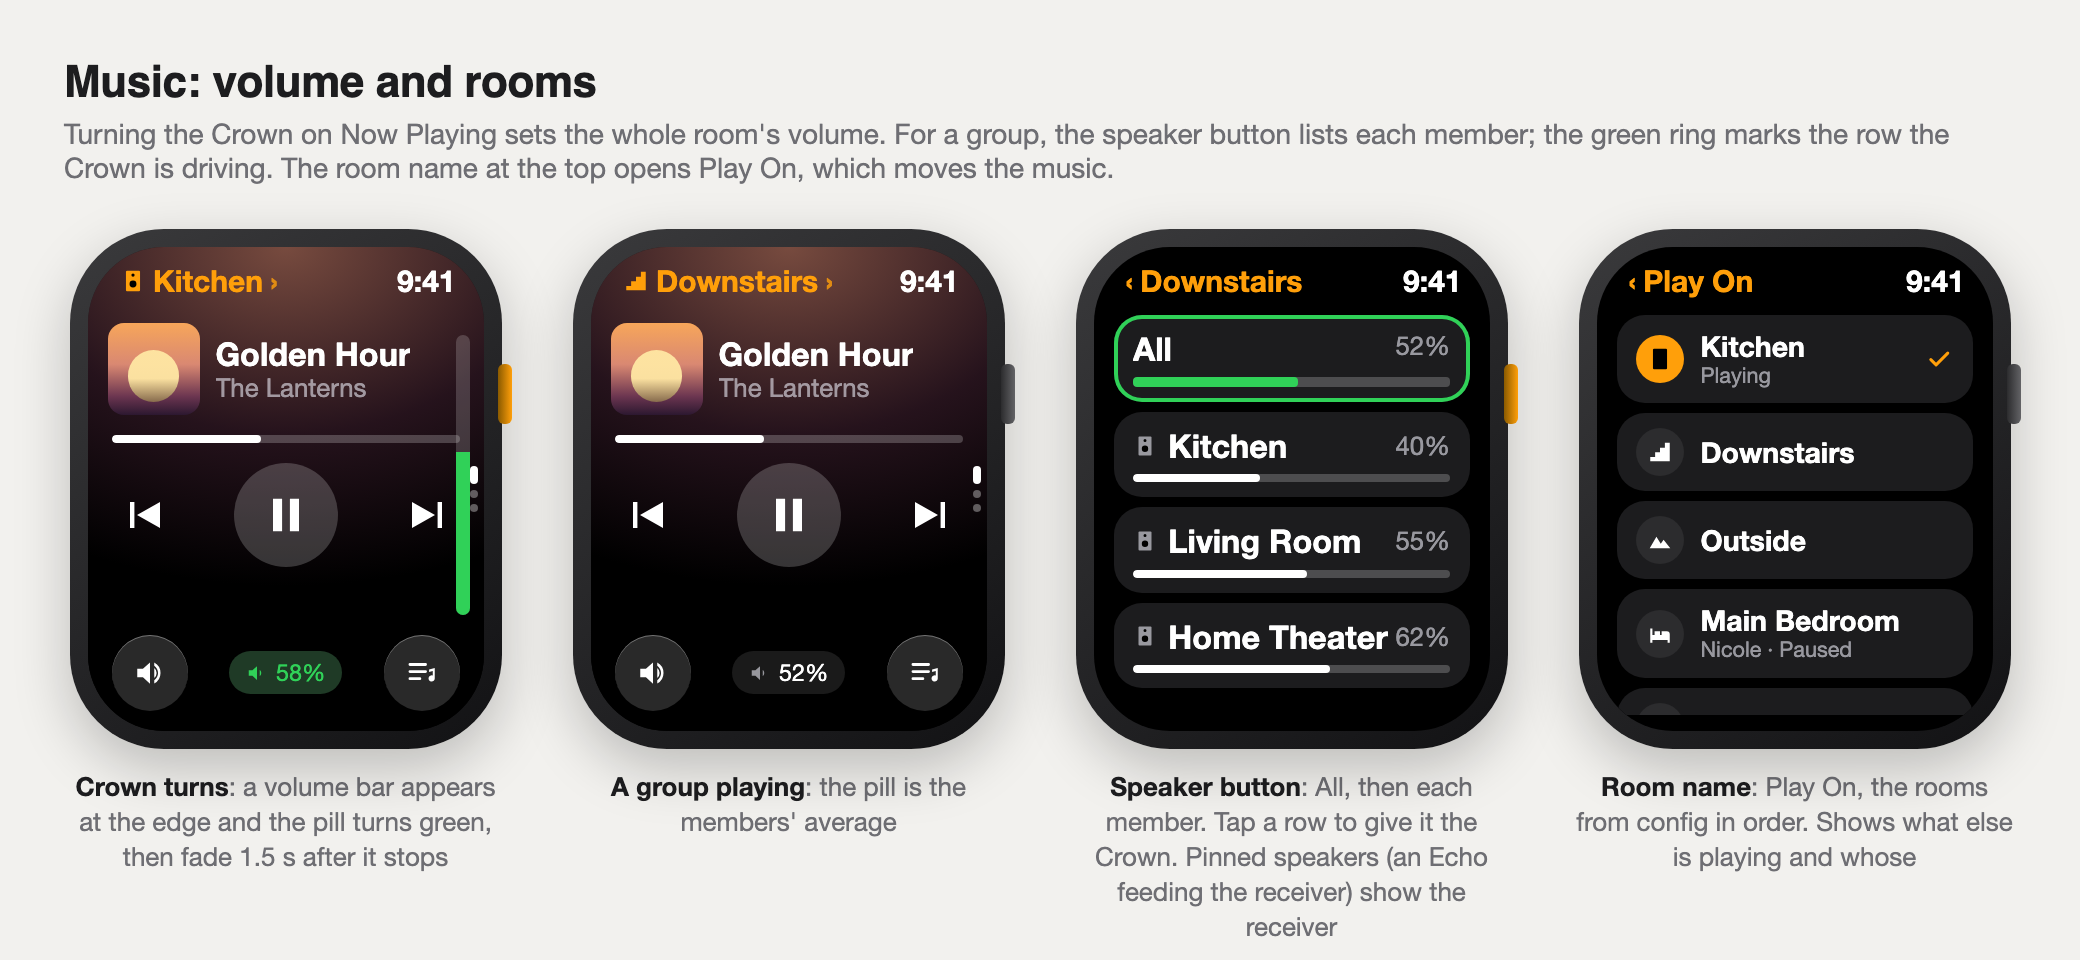 Music: volume and rooms
Turning the Crown on Now Playing sets the whole room's volume. For a group, the speaker button lists each member; the green ring marks the row the
Crown is driving. The room name at the top opens Play On, which moves the music.
Kitchen ›
9:41
Golden Hour
The Lanterns
58%
Crown turns: a volume bar appears
at the edge and the pill turns green,
then fade 1.5 s after it stops
Downstairs ›
9:41
Golden Hour
The Lanterns
52%
A group playing: the pill is the
members' average
‹ Downstairs
9:41
All
52%
Kitchen
40%
Living Room
55%
Home Theater
62%
Speaker button: All, then each
member. Tap a row to give it the
Crown. Pinned speakers (an Echo
feeding the receiver) show the
receiver
‹ Play On
9:41
Kitchen
Playing
Downstairs
Outside
Main Bedroom
Nicole · Paused
Room name: Play On, the rooms
from config in order. Shows what else
is playing and whose